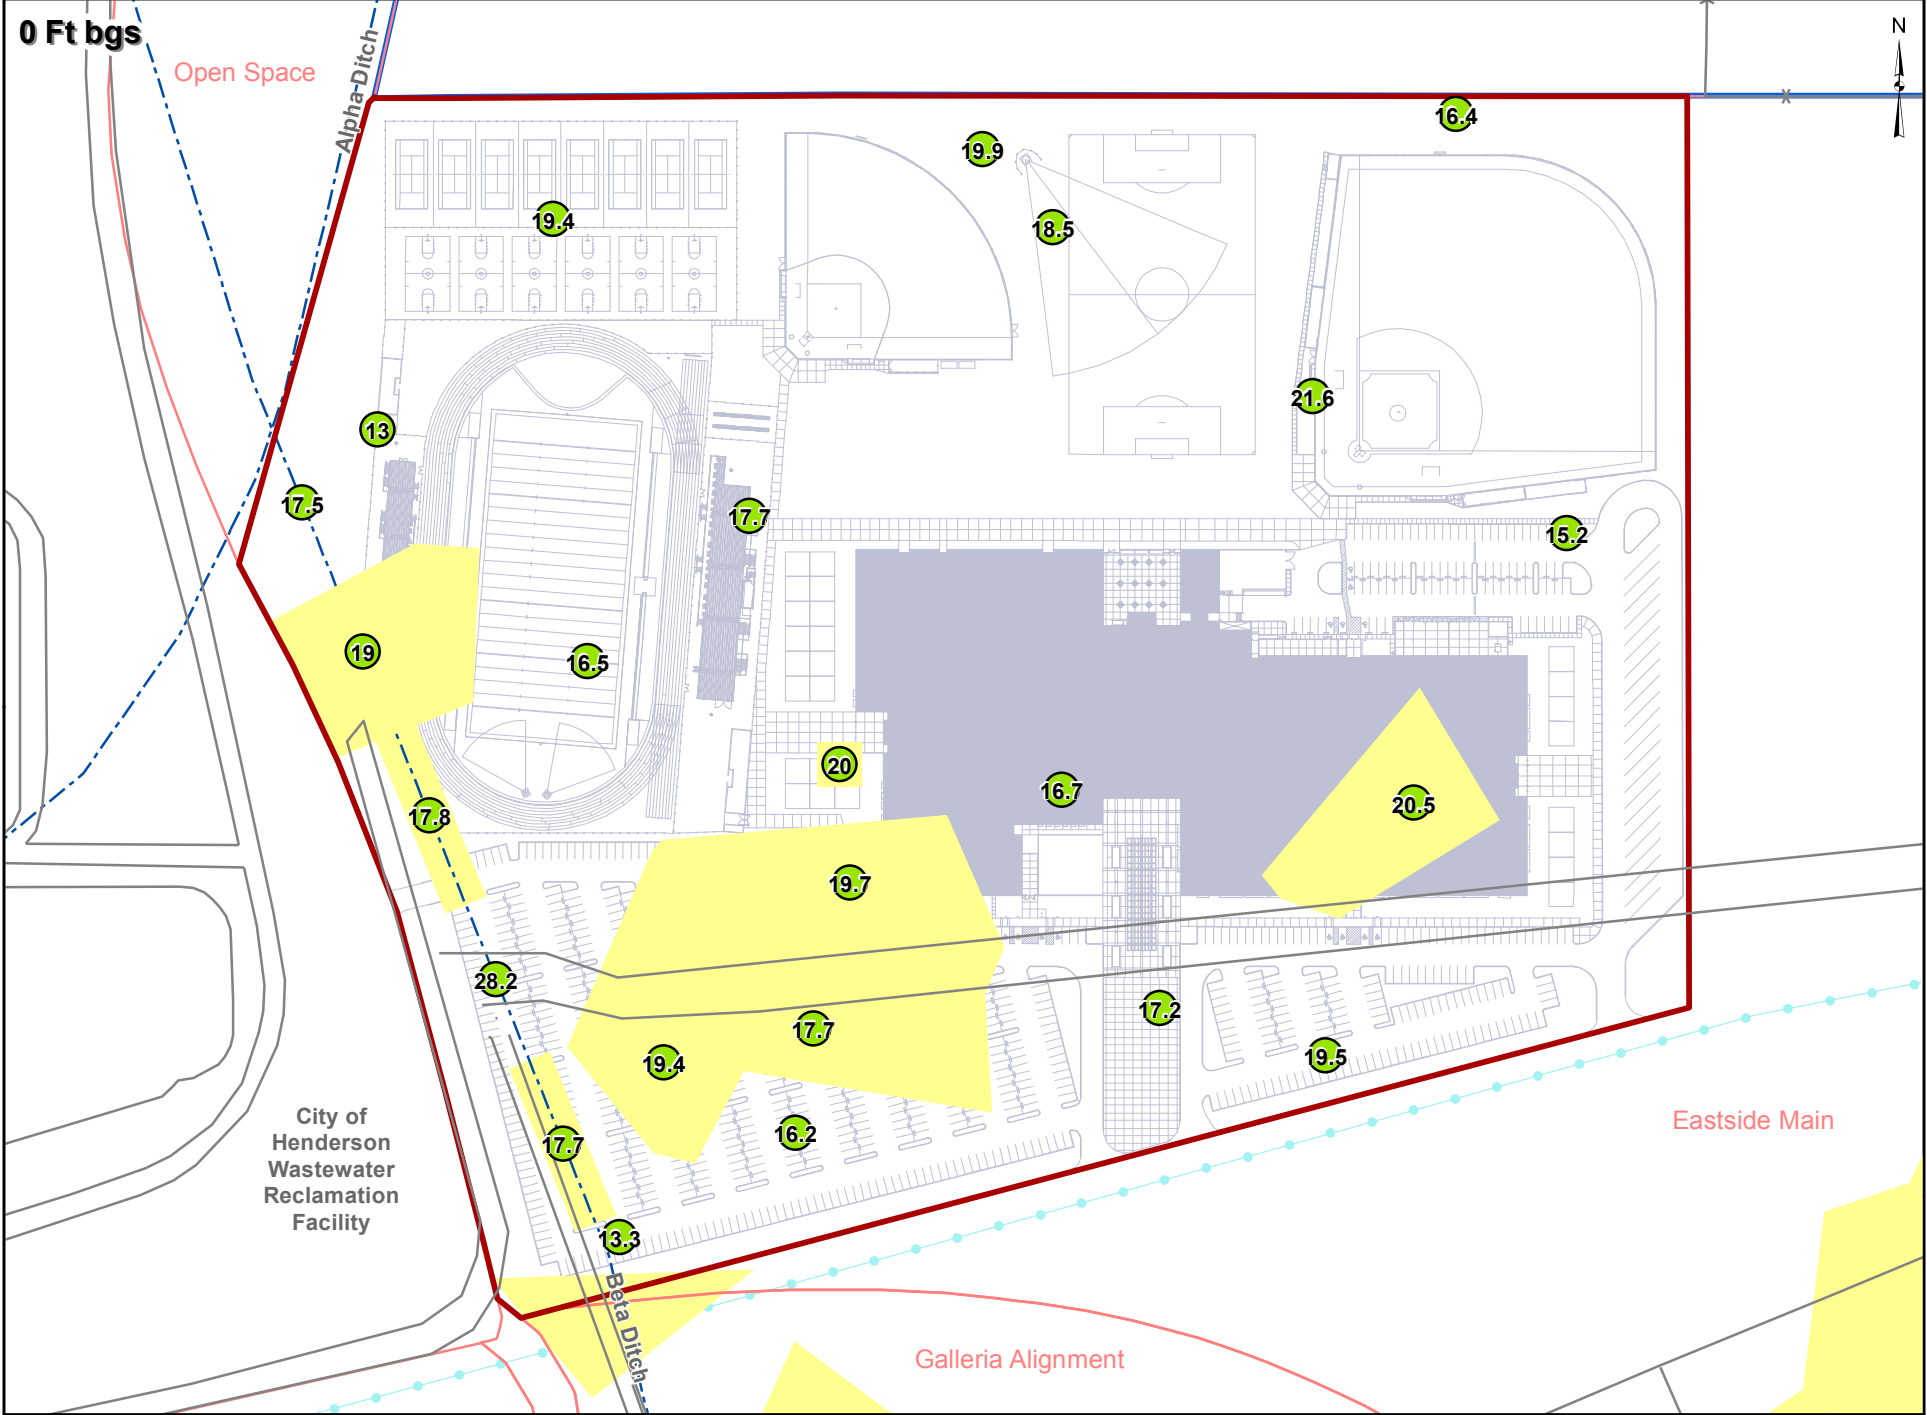 0 Ft bgs
N
Open Space
Alpha Ditch
16.4
19.9
19.4
18.5
21.6
13
17.5
17.7
15.2
19
16.5
20
16.7
20.5
17.8
19.7
28.2
17.2
17.7
19.4
19.5
16.2
17.7
13.3
City of
Henderson
Wastewater
Reclamation
Facility
Eastside Main
Beta Ditch
Galleria Alignment